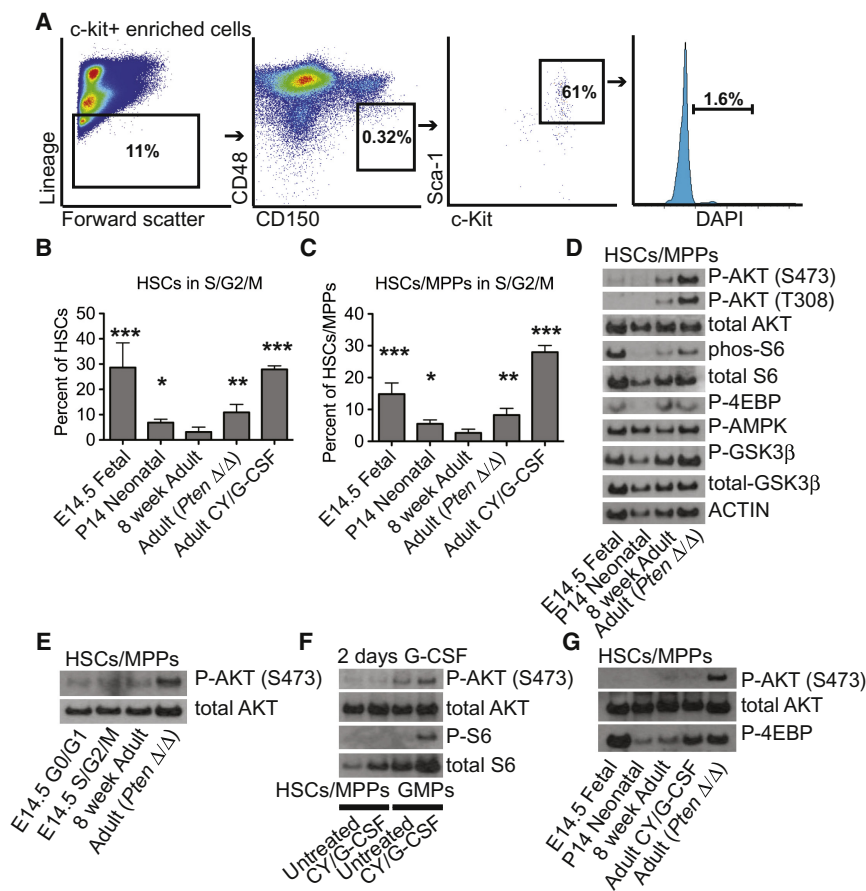 A
c-kit+ enriched cells
Lineage
11%
Forward scatter
CD48
0.32%
CD150
Sca-1
61%
c-Kit
1.6%
DAPI
B
HSCs in S/G2/M
Percent of HSCs
50
40
30
20
10
0
***
*
**
***
E14.5 Fetal
P14 Neonatal
8 week Adult
Adult (Pten Δ/Δ)
Adult CY/G-CSF
C
HSCs/MPPs in S/G2/M
Percent of HSCs/MPPs
40
30
20
10
0
***
*
**
***
E14.5 Fetal
P14 Neonatal
8 week Adult
Adult (Pten Δ/Δ)
Adult CY/G-CSF
D
HSCs/MPPs
P-AKT (S473)
P-AKT (T308)
total AKT
phos-S6
total S6
P-4EBP
P-AMPK
P-GSK3β
total-GSK3β
ACTIN
E14.5 Fetal
P14 Neonatal
8 week Adult
Adult (Pten Δ/Δ)
E
HSCs/MPPs
P-AKT (S473)
total AKT
E14.5 G0/G1
E14.5 S/G2/M
8 week Adult
Adult (Pten Δ/Δ)
F
2 days G-CSF
P-AKT (S473)
total AKT
P-S6
total S6
HSCs/MPPs GMPs
Untreated
CY/G-CSF
Untreated
CY/G-CSF
G
HSCs/MPPs
P-AKT (S473)
total AKT
P-4EBP
E14.5 Fetal
P14 Neonatal
8 week Adult
Adult CY/G-CSF
Adult (Pten Δ/Δ)